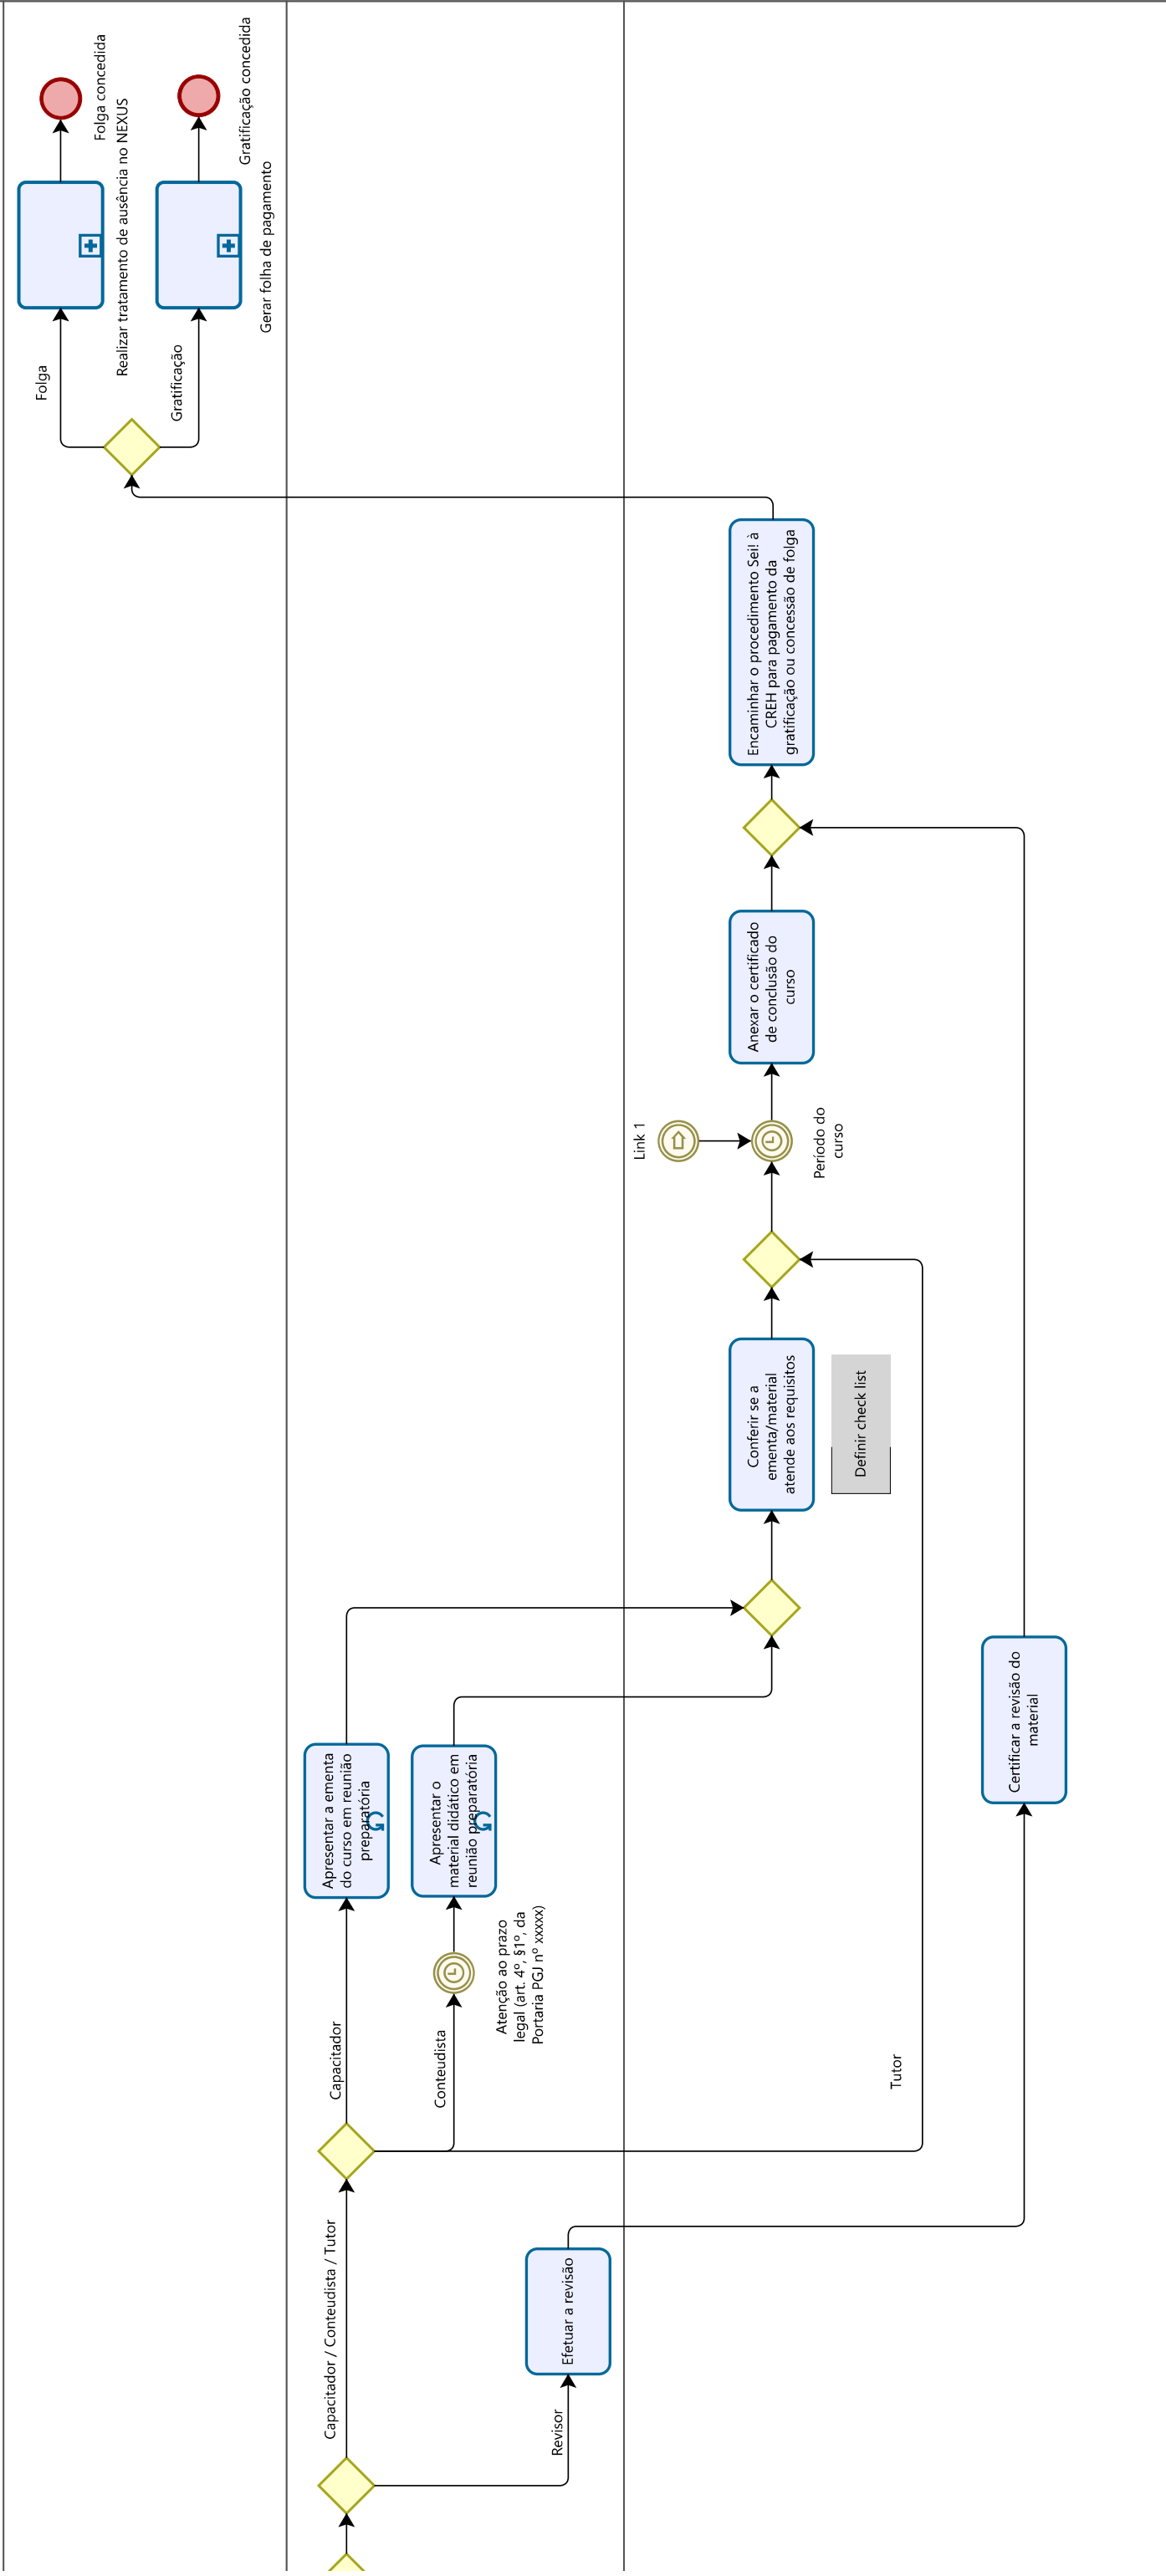 Capacitador / Conteudista / Tutor
Revisor
Efetuar a revisão
Capacitador
Conteudista
Tutor
Atenção ao prazo
legal (art. 4º, §1º, da
Portaria PGJ nº xxxxx)
Apresentar a ementa
do curso em reunião
preparatória
Apresentar o
material didático em
reunião preparatória
Certificar a revisão do
material
Conferir se a
ementa/material
atende aos requisitos
Definir check list
Link 1
Período do
curso
Anexar o certificado
de conclusão do
curso
Encaminhar o procedimento Sei! à
CREH para pagamento da
gratificação ou concessão de folga
Folga
Gratificação
Realizar tratamento de ausência no NEXUS
Gerar folha de pagamento
Folga concedida
Gratificação concedida